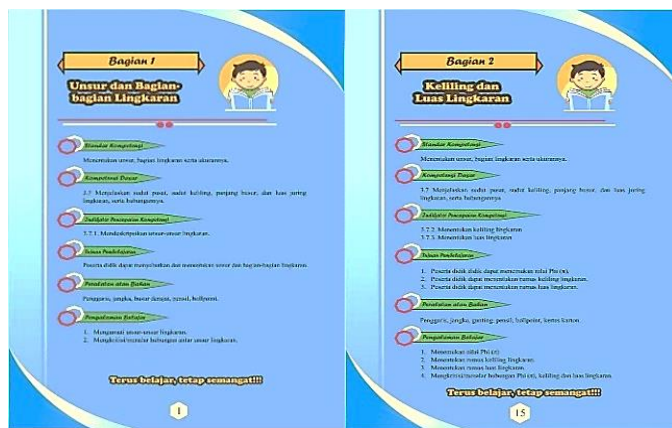 Bagian 1
Unsur dan Bagian-
bagian Lingkaran
Standar Kompetensi
Menentukan unsur, bagian lingkaran serta ukurannya.
Kompetensi Dasar
3.7 Menjelaskan sudut pusat, sudut keliling, panjang busur, dan luas juring
lingkaran, serta hubungannya.
Indikator Pencapaian Kompetensi
3.7.1. Mendeskripsikan unsur-unsur lingkaran.
Tujuan Pembelajaran
Peserta didik dapat menyebutkan dan menentukan unsur dan bagian-bagian lingkaran.
Peralatan atau Bahan
Penggaris, jangka, busur derajat, pensil, ballpoint.
Pengalaman Belajar
1. Mengamati unsur-unsur lingkaran.
2. Mengkritisi/menalar hubungan antar unsur lingkaran.
Terus belajar, tetap semangat!!!
1
Bagian 2
Keliling dan
Luas Lingkaran
Standar Kompetensi
Menentukan unsur, bagian lingkaran serta ukurannya.
Kompetensi Dasar
3.7 Menjelaskan sudut pusat, sudut keliling, panjang busur, dan luas juring
lingkaran, serta hubungannya.
Indikator Pencapaian Kompetensi
3.7.2. Menentukan keliling lingkaran
3.7.3. Menentukan luas lingkaran
Tujuan Pembelajaran
1. Peserta didik didik dapat menemukan nilai Phi (π).
2. Peserta didik dapat menentukan rumus keliling lingkaran.
3. Peserta didik dapat menentukan rumus luas lingkaran.
Peralatan atau Bahan
Penggaris, jangka, gunting, pensil, ballpoint, kertas karton.
Pengalaman Belajar
1. Menemukan nilai Phi (π)
2. Menentukan rumus keliling lingkaran.
3. Menentukan rumus luas lingkaran.
4. Mengkritisi/menalar hubungan Phi (π), keliling dan luas lingkaran.
Terus belajar, tetap semangat!!!
15